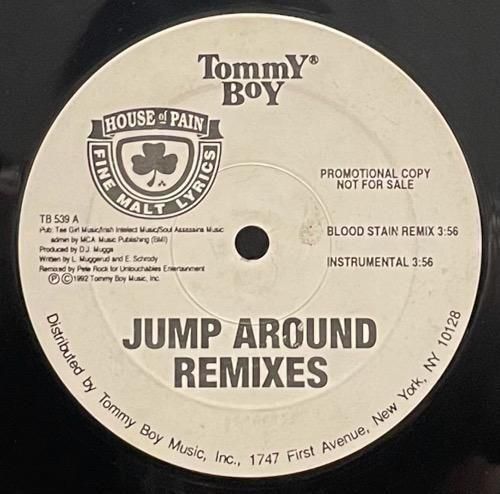 Tommy®
Boy
HOUSE of PAIN
FINE MALT LYRICS
PROMOTIONAL COPY
NOT FOR SALE
TB 539 A
Pub: Tee Girl Music/Irish Intelect Music/Soul Assassins Music
admin by MCA Music Publishing (BMI)
Produced by D.J. Muggs
Written by L. Muggerud and E. Schrody
Remixed by Pete Rock for Untouchables Entertainment
Ⓟ©1992 Tommy Boy Music, Inc.
BLOOD STAIN REMIX 3:56
INSTRUMENTAL 3:56
JUMP AROUND
REMIXES
Distributed by Tommy Boy Music, Inc., 1747 First Avenue, New York, NY 10128